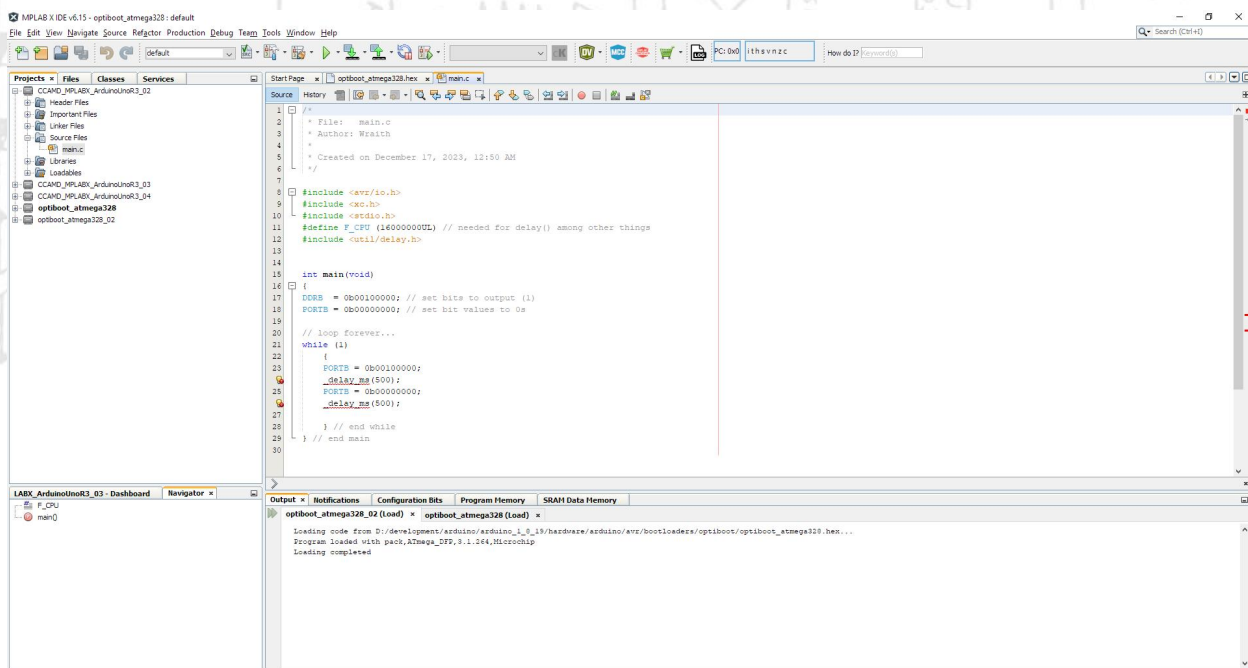 MPLAB X IDE v6.15 - optiboot_atmega328 : default
File Edit View Navigate Source Refactor Production Debug Team Tools Window Help
Search (Ctrl+I)
default
PC: 0x0 ithsvnzc
How do I? Keyword(s)
Projects Files Classes Services
CCAMD_MPLABX_ArduinoUnoR3_02
Header Files
Important Files
Linker Files
Source Files
main.c
Libraries
Loadables
CCAMD_MPLABX_ArduinoUnoR3_03
CCAMD_MPLABX_ArduinoUnoR3_04
optiboot_atmega328
optiboot_atmega328_02
Start Page optiboot_atmega328.hex main.c
Source History
1 /*
2 * File: main.c
3 * Author: Wraith
4 *
5 * Created on December 17, 2023, 12:50 AM
6 */
7
8 #include <avr/io.h>
9 #include <xc.h>
10 #include <stdio.h>
11 #define F_CPU (16000000UL) // needed for delay() among other things
12 #include <util/delay.h>
13
14
15 int main(void)
16 {
17 DDRB = 0b00100000; // set bits to output (1)
18 PORTB = 0b00000000; // set bit values to 0s
19
20 // loop forever...
21 while (1)
22 {
23 PORTB = 0b00100000;
_delay_ms(500);
25 PORTB = 0b00000000;
_delay_ms(500);
27
28 } // end while
29 } // end main
30
LABX_ArduinoUnoR3_03 - Dashboard Navigator
F_CPU
main()
Output Notifications Configuration Bits Program Memory SRAM Data Memory
optiboot_atmega328_02 (Load) optiboot_atmega328 (Load)
Loading code from D:/development/arduino/arduino_1_8_19/hardware/arduino/avr/bootloaders/optiboot/optiboot_atmega328.hex...
Program loaded with pack,ATmega_DFP,3.1.264,Microchip
Loading completed